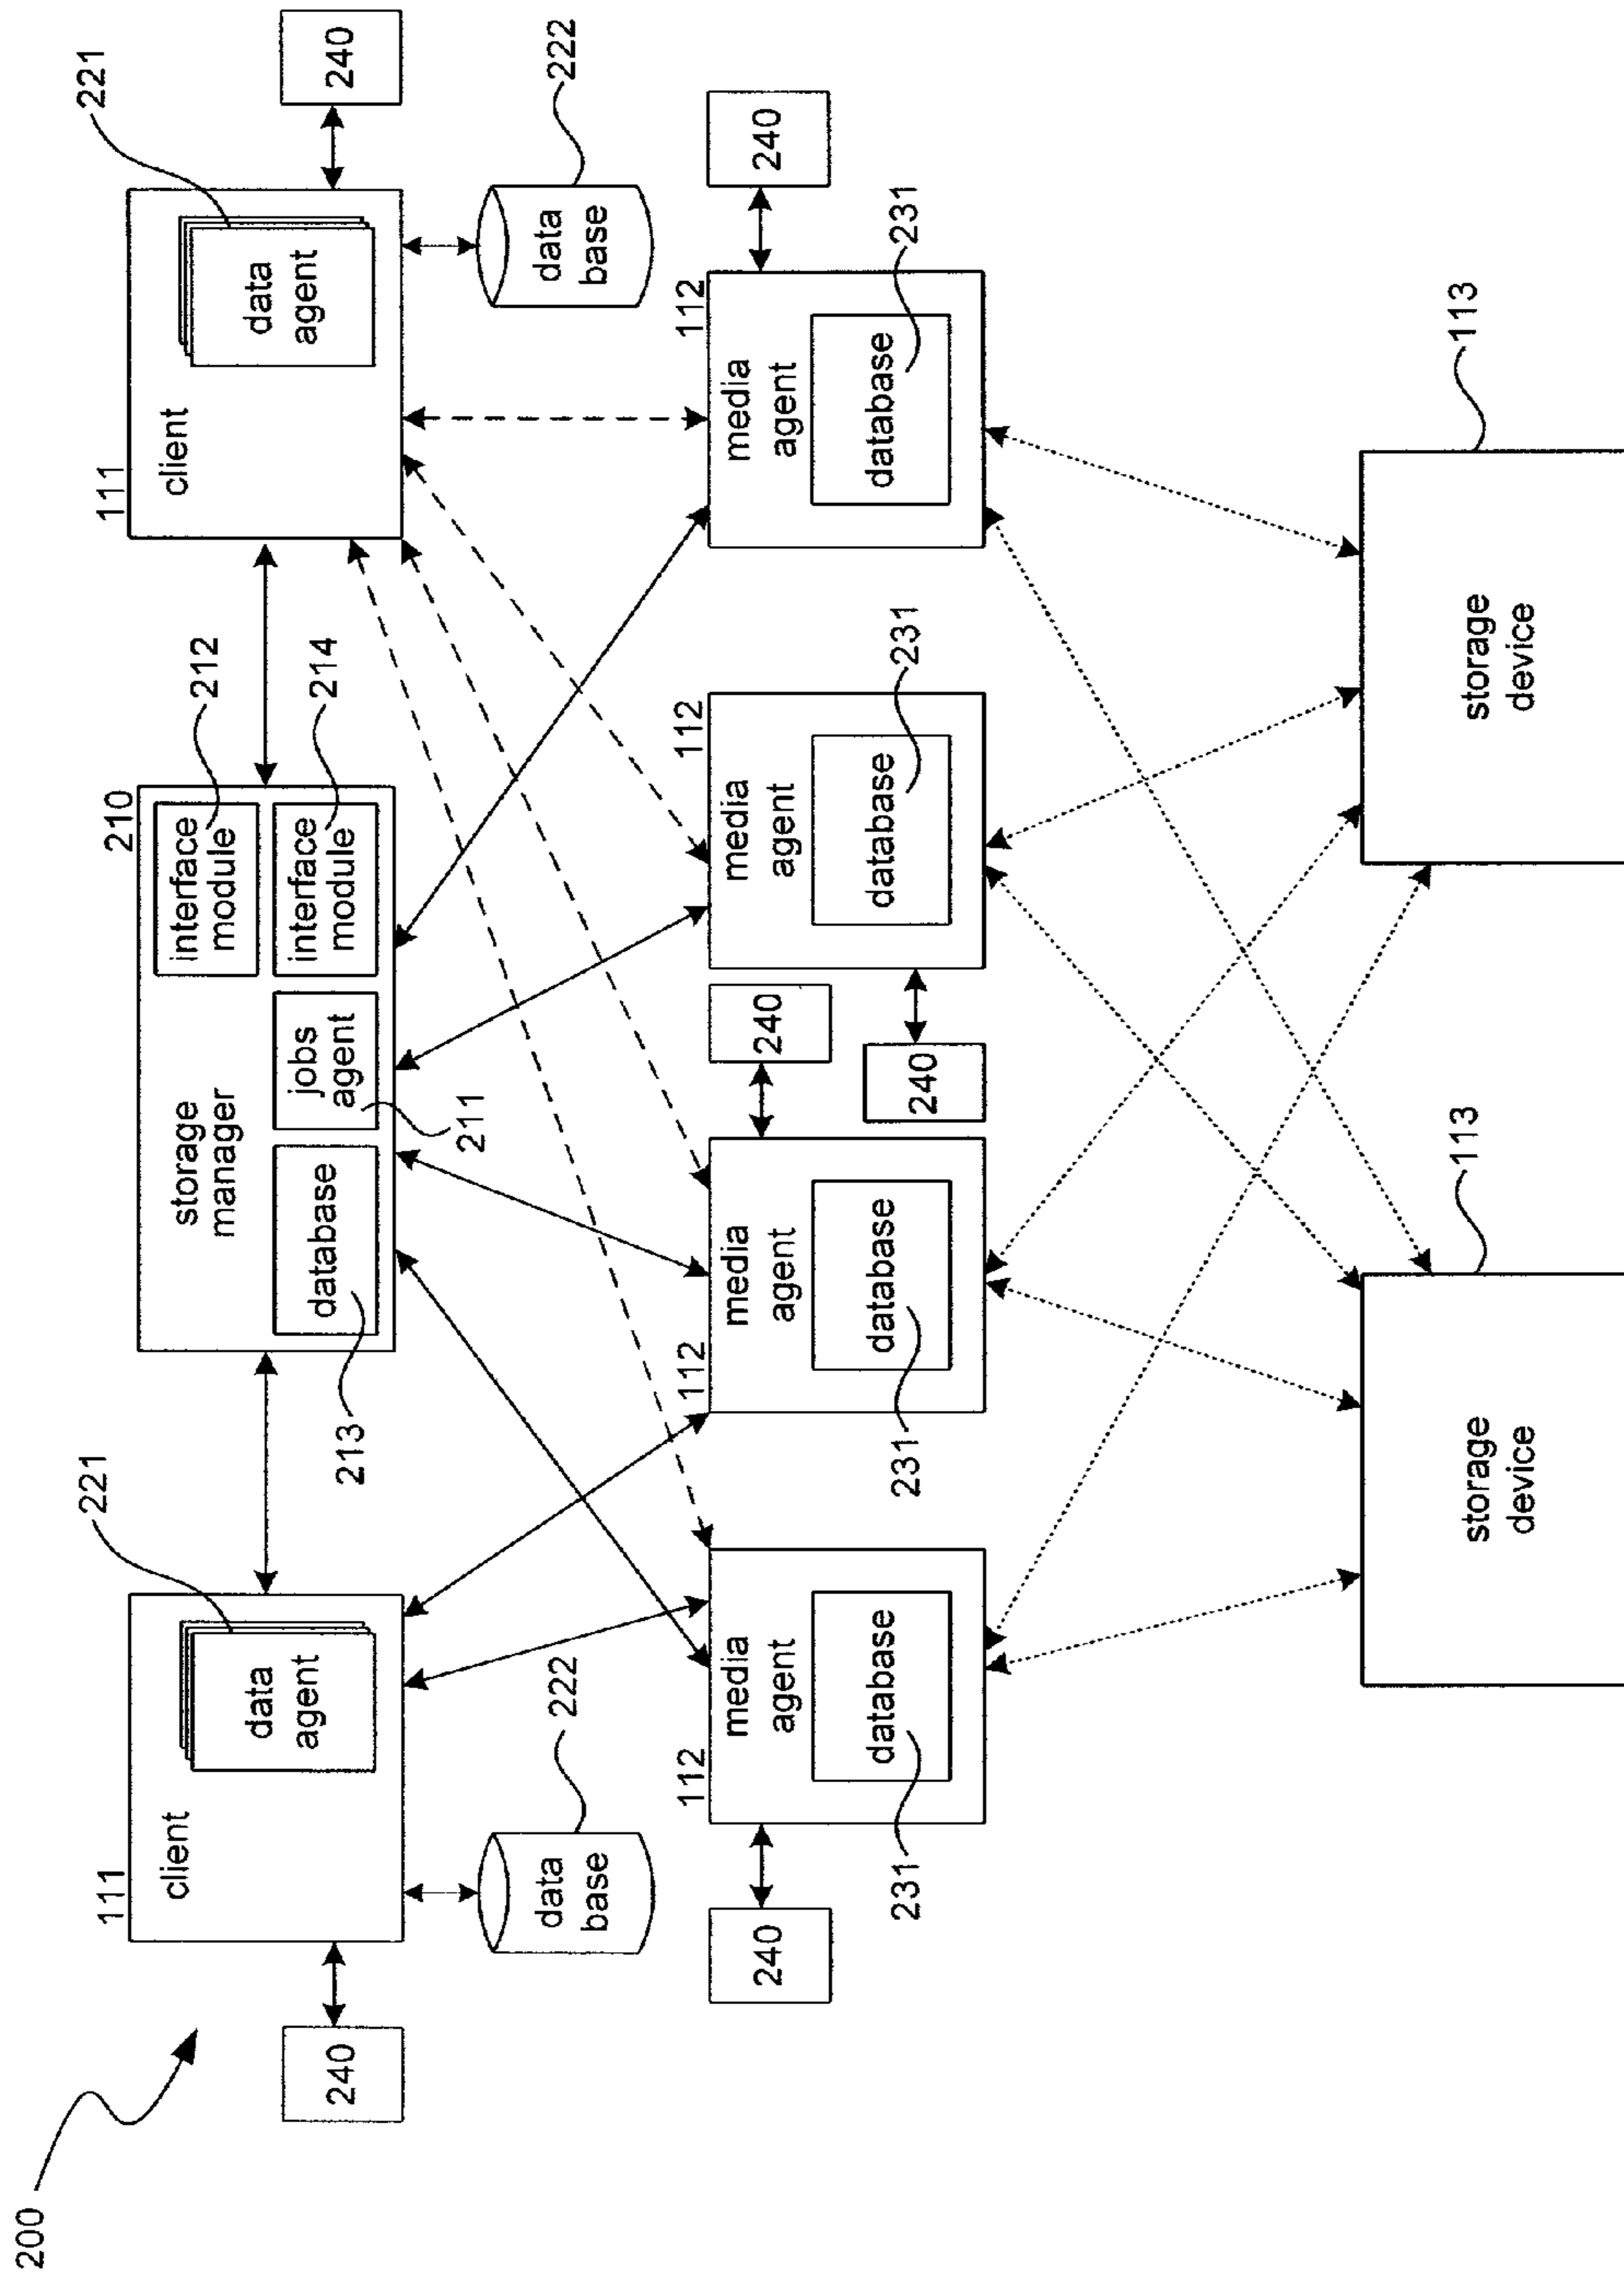 200
240
111
client
data
agent
221
data
base
222
210
storage
manager
database
213
jobs
agent
211
interface
module
212
interface
module
214
111
client
data
agent
221
240
data
base
222
240
112
media
agent
database
231
112
media
agent
database
231
240
112
media
agent
database
231
240
112
media
agent
database
231
240
storage
device
113
storage
device
113